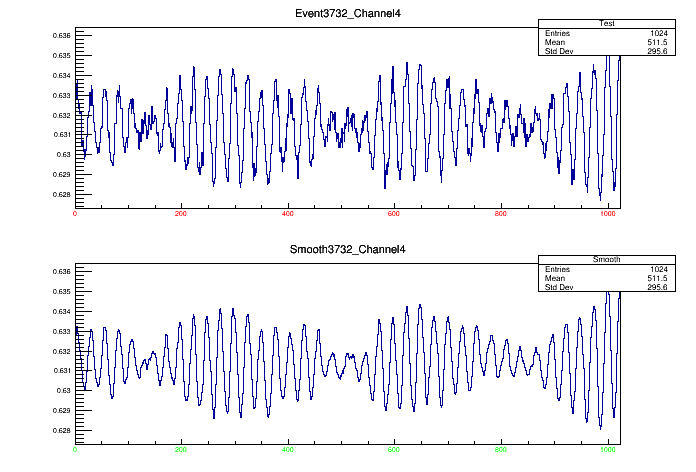 Event3732_Channel4
Test
Entries 1024
Mean 511.5
Std Dev 295.6
0.636
0.635
0.634
0.633
0.632
0.631
0.63
0.629
0.628
0 200 400 600 800 1000
Smooth3732_Channel4
Smooth
Entries 1024
Mean 511.5
Std Dev 295.6
0.636
0.635
0.634
0.633
0.632
0.631
0.63
0.629
0.628
0 200 400 600 800 1000